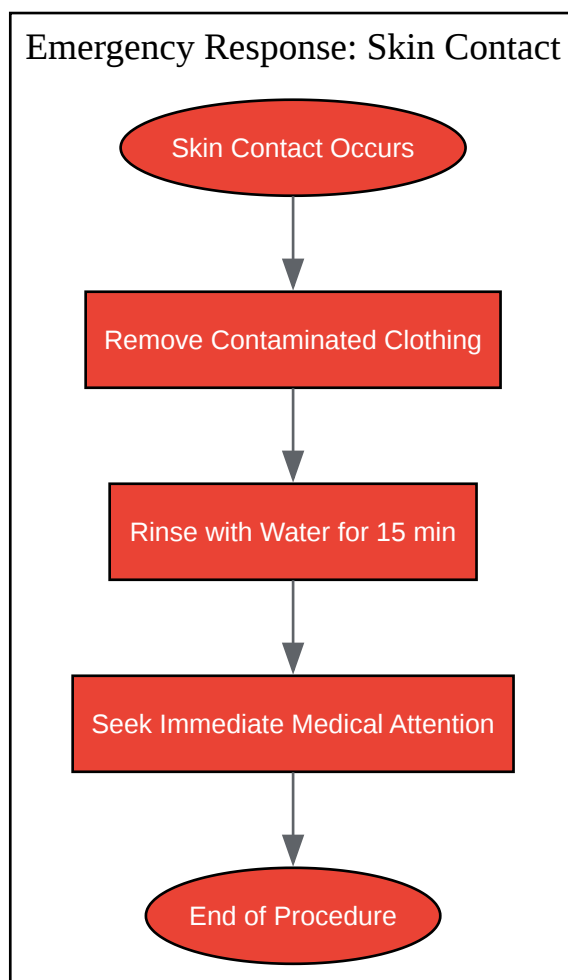 Emergency Response: Skin Contact
Skin Contact Occurs
Remove Contaminated Clothing
Rinse with Water for 15 min
Seek Immediate Medical Attention
End of Procedure